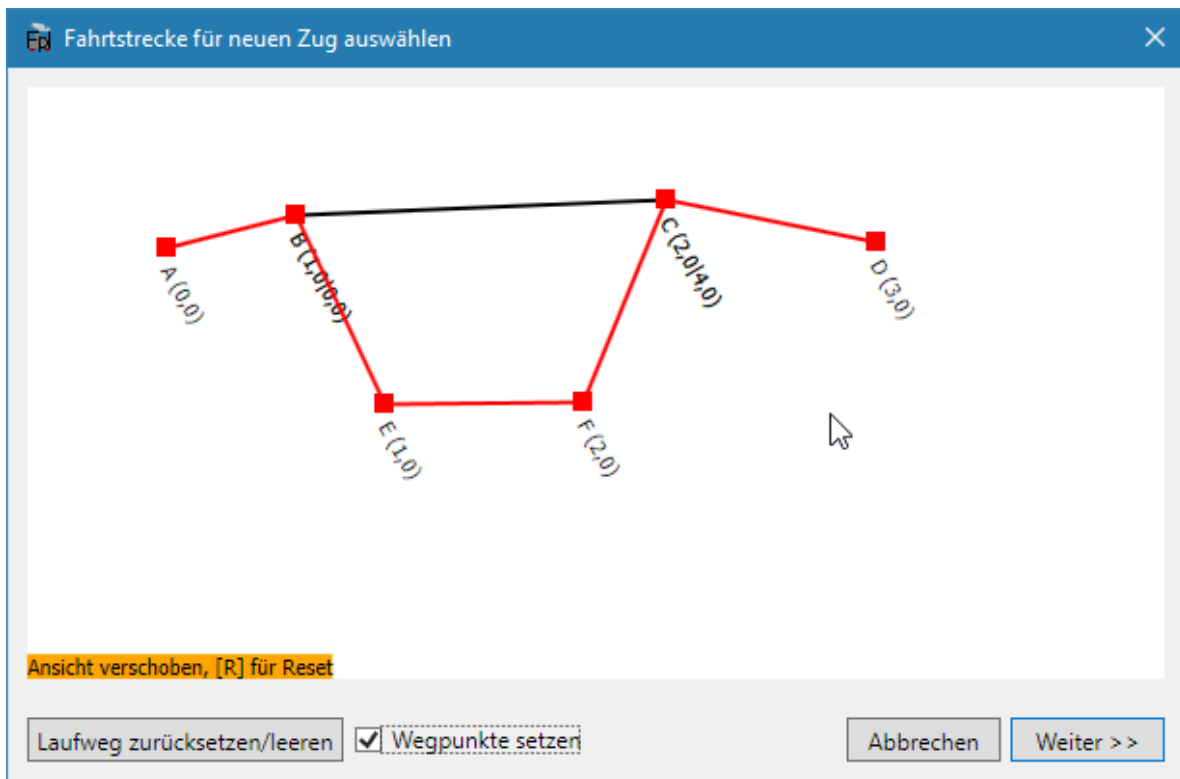 Fahrtstrecke für neuen Zug auswählen
A (0,0)
B (1,0|0,0)
C (2,0|4,0)
D (3,0)
E (1,0)
F (2,0)
Ansicht verschoben, [R] für Reset
Laufweg zurücksetzen/leeren
Wegpunkte setzen
Abbrechen
Weiter >>